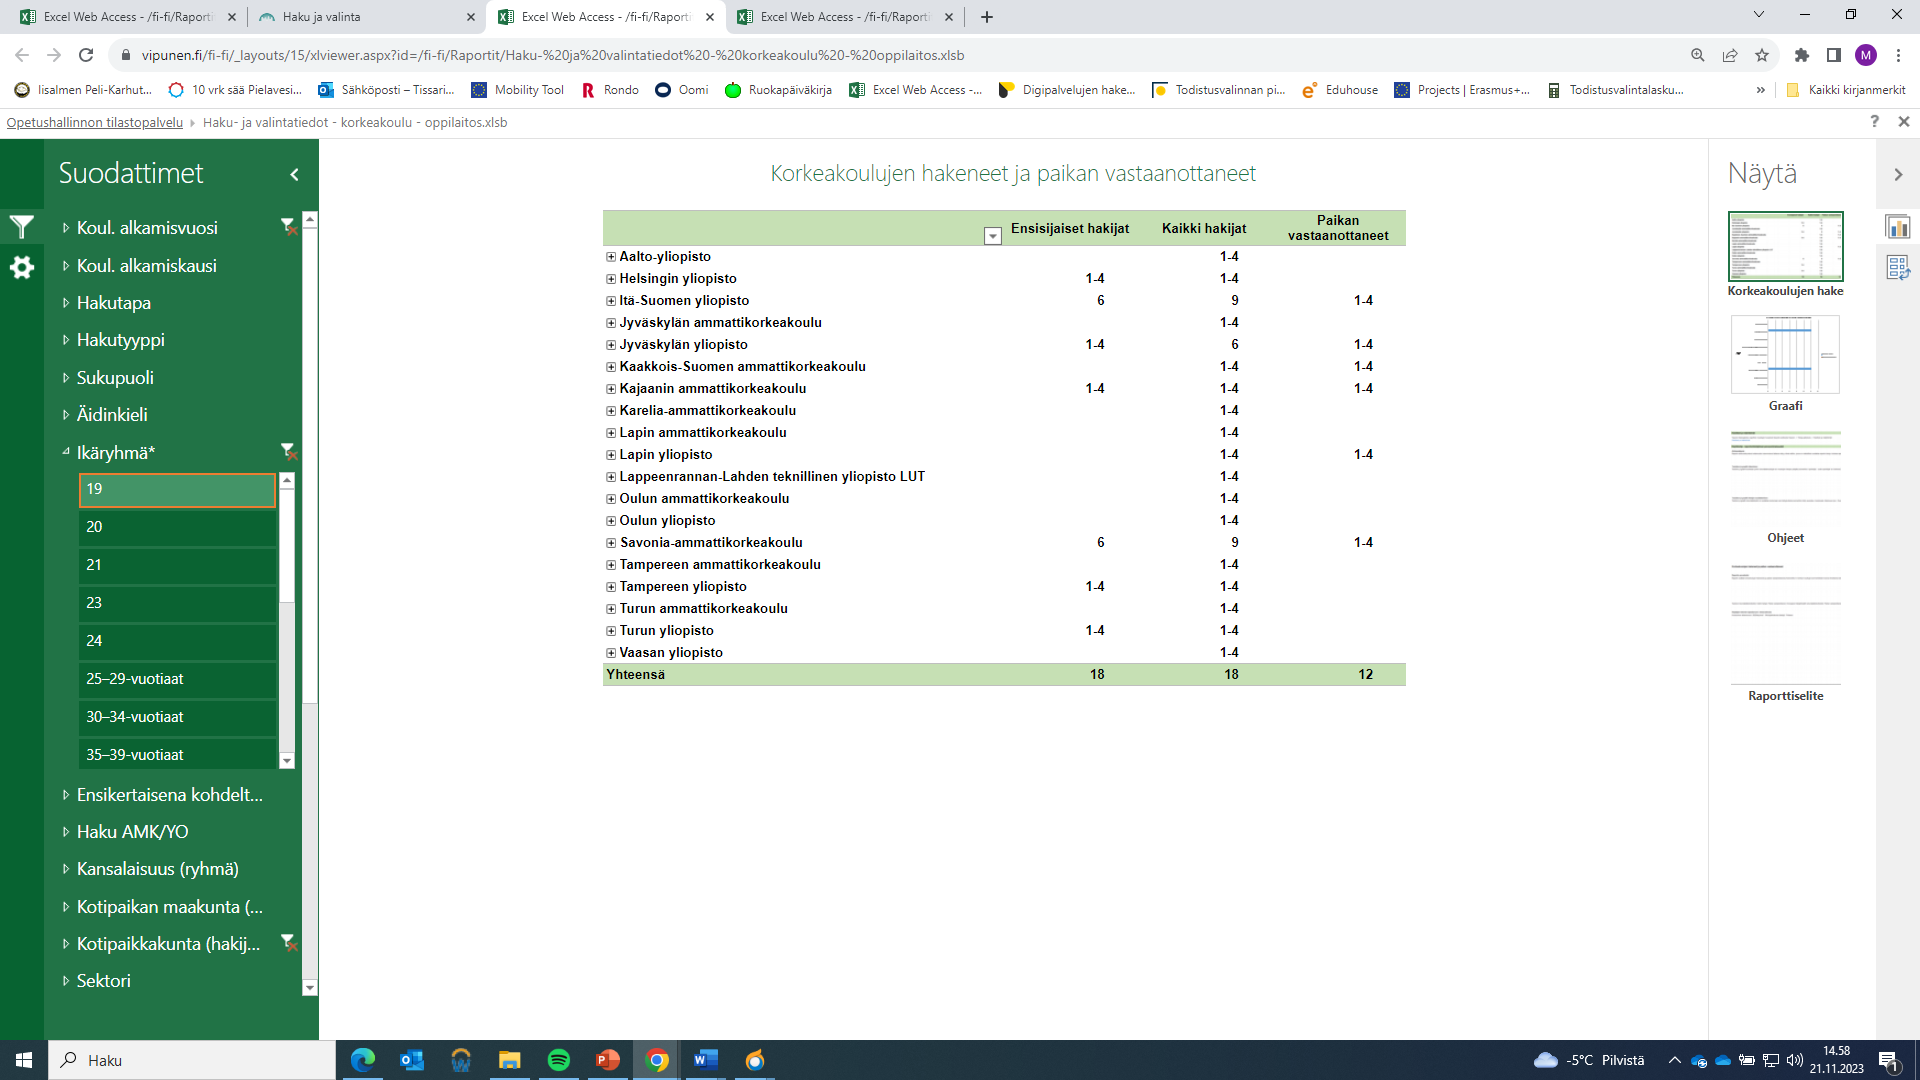 Excel Web Access - /fi-fi/Raporti
Haku ja valinta
Excel Web Access - /fi-fi/Raporti
Excel Web Access - /fi-fi/Raporti
vipunen.fi/fi-fi/_layouts/15/xlviewer.aspx?id=/fi-fi/Raportit/Haku-%20ja%20valintatiedot%20-%20korkeakoulu%20-%20oppilaitos.xlsb
M
Iisalmen Peli-Karhut...
10 vrk sää Pielavesi...
Sähköposti – Tissari...
Mobility Tool
Rondo
Oomi
Ruokapäiväkirja
Excel Web Access -...
Digipalvelujen hake...
Todistusvalinnan pi...
Eduhouse
Projects | Erasmus+...
Todistusvalintalasku...
»
Kaikki kirjanmerkit
Opetushallinnon tilastopalvelu
Haku- ja valintatiedot - korkeakoulu - oppilaitos.xlsb
?
Suodattimet
Koul. alkamisvuosi
Koul. alkamiskausi
Hakutapa
Hakutyyppi
Sukupuoli
Äidinkieli
Ikäryhmä*
19
20
21
23
24
25–29-vuotiaat
30–34-vuotiaat
35–39-vuotiaat
Ensikertaisena kohdelt...
Haku AMK/YO
Kansalaisuus (ryhmä)
Kotipaikan maakunta (...
Kotipaikkakunta (hakij...
Sektori
Korkeakoulujen hakeneet ja paikan vastaanottaneet
Ensisijaiset hakijat Kaikki hakijat Paikan vastaanottaneet
Aalto-yliopisto 1-4
Helsingin yliopisto 1-4 1-4
Itä-Suomen yliopisto 6 9 1-4
Jyväskylän ammattikorkeakoulu 1-4
Jyväskylän yliopisto 1-4 6 1-4
Kaakkois-Suomen ammattikorkeakoulu 1-4 1-4
Kajaanin ammattikorkeakoulu 1-4 1-4 1-4
Karelia-ammattikorkeakoulu 1-4
Lapin ammattikorkeakoulu 1-4
Lapin yliopisto 1-4 1-4
Lappeenrannan-Lahden teknillinen yliopisto LUT 1-4
Oulun ammattikorkeakoulu 1-4
Oulun yliopisto 1-4
Savonia-ammattikorkeakoulu 6 9 1-4
Tampereen ammattikorkeakoulu 1-4
Tampereen yliopisto 1-4 1-4
Turun ammattikorkeakoulu 1-4
Turun yliopisto 1-4 1-4
Vaasan yliopisto 1-4
Yhteensä 18 18 12
Näytä
Korkeakoulujen hake
Graafi
Ohjeet
Raporttiselite
Haku
-5°C Pilvistä
14.58
21.11.2023
1